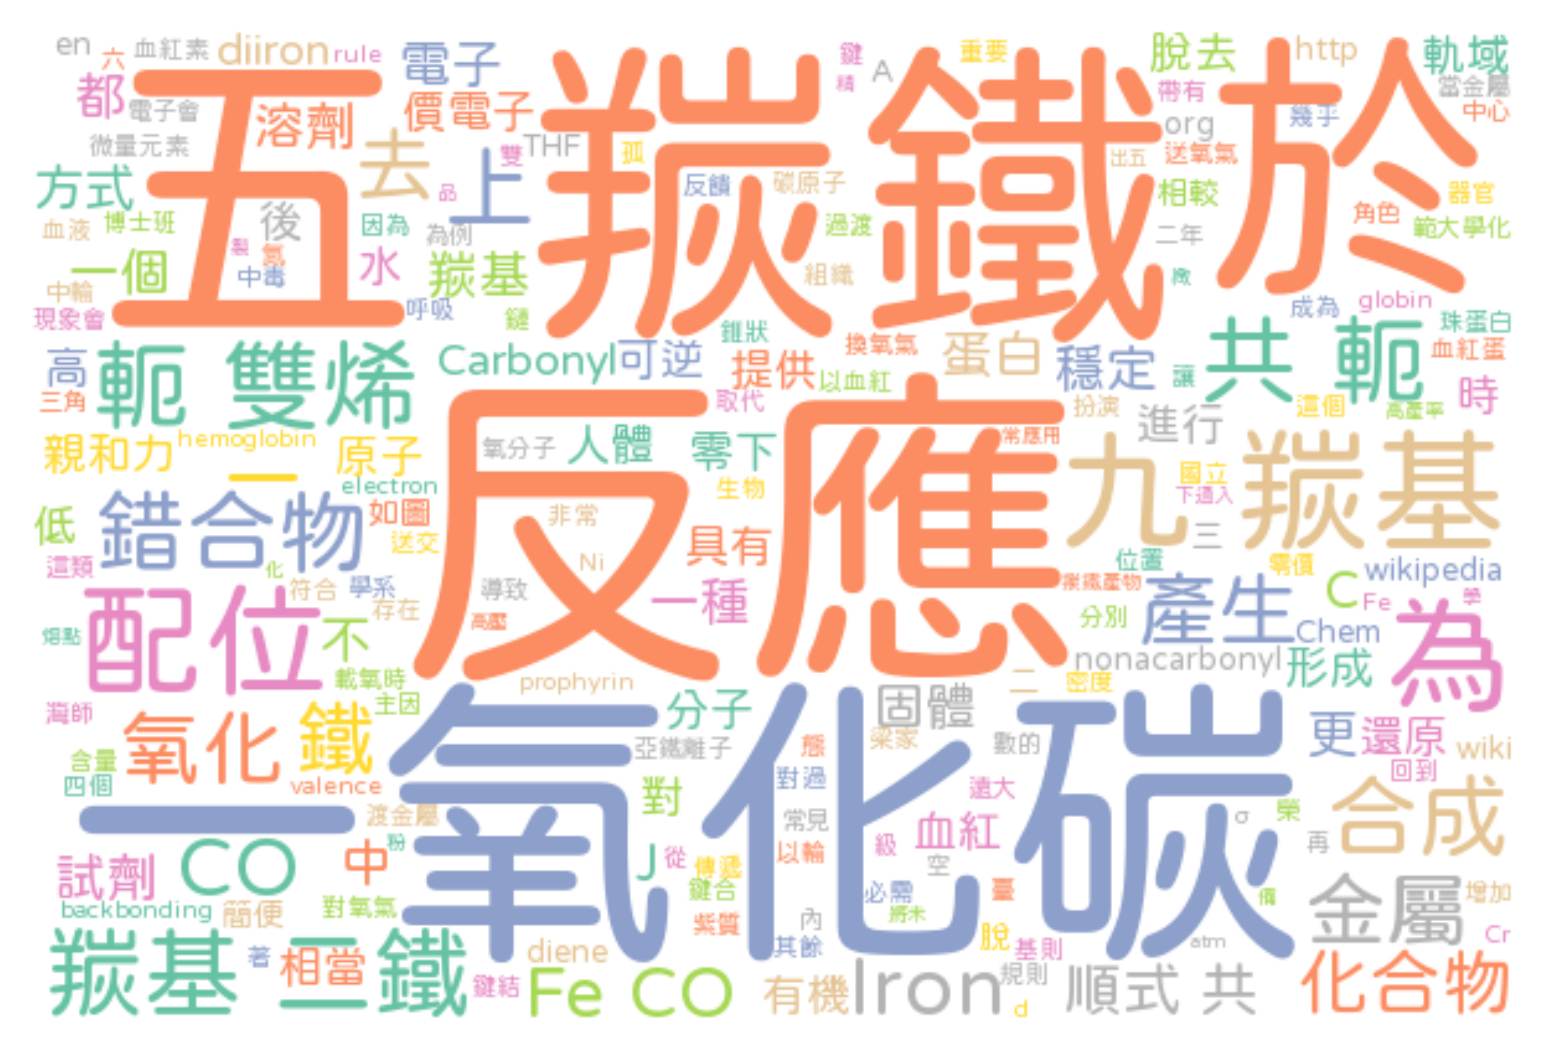 en
六
血紅素
diiron
rule
電子
鍵
精
A
重要
脫去
http
軌域
當金屬
中心
都
電子會
微量元素
五
溶劑
價電子
去
THF
雙
上
羰
孤
鐵
於
帶有
org
幾乎
送氧氣
出五
相較
器官
角色
範大學化
方式
血液
博士班
後
因為
為例
品
反饋
碳原子
過渡
二年
一個
中毒
氮
水
羰基
組織
中輪
現象會
呼吸
鏈
成為
globin
珠蛋白
高
三角
軛 雙烯
Carbonyl
可逆
錐狀
提供
換氧氣
以血紅
蛋白
穩定
讓
共 軛
血紅蛋
時
取代
扮演
這個
高產率
進行
親和力
hemoglobin
原子
electron
反應
氧分子
人體
零下
生物
常應用
九羰基
國立
下通入
三
低
錯合物
如圖
送交
非常
Ni
具有
位置
零價
wikipedia
這類
化
符合
學系
存在
導致
高壓
一種
分別
產生
C
Fe
學
為
熔點
配位
不
載氧時
主因
prophyrin
二
密度
nonacarbonyl
Chem
形成
灣師
氧化
鐵
含量
四個
valence
渡金屬
一氧化碳
分子
亞鐵離子
固體
梁家
數的
態
對過
遠大
更
還原
回到
wiki
對
常見
血紅
σ
榮
再
合成
試劑
CO
中
粉
J
從
傳遞
鍵合
以輪
級
空
必需
臺
將木
備
金屬
增加
backbonding
簡便
對氧氣
紫質
內
其餘
脫
基則
atm
Cr
羰基二鐵
著
相當
鍵結
diene
Fe CO
有機
Iron
規則
d
順式 共
化合物